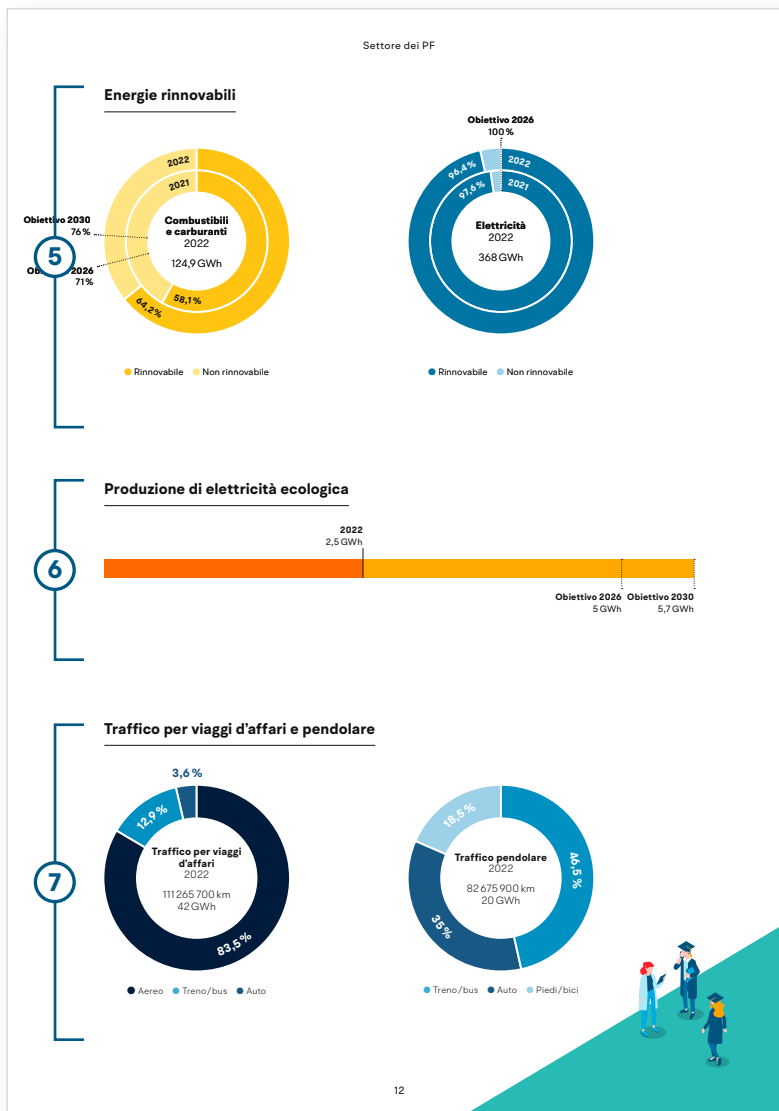 Settore dei PF
Energie rinnovabili
5
2022
2021
Combustibili
e carburanti
2022
124,9 GWh
Obiettivo 2030
76 %
2026
71%
64,2%
58,1%
Rinnovabile Non rinnovabile
Obiettivo 2026
100 %
96,4%
97,6%
2022
2021
Elettricità
2022
368 GWh
Rinnovabile Non rinnovabile
6
Produzione di elettricità ecologica
2022
2,5 GWh
Obiettivo 2026 Obiettivo 2030
5 GWh 5,7 GWh
7
Traffico per viaggi d’affari e pendolare
3,6 %
12,9 %
Traffico per viaggi
d’affari
2022
111 265 700 km
42 GWh
83,5 %
Aereo Treno/bus Auto
18,5 %
46,5 %
35 %
Traffico pendolare
2022
82 675 900 km
20 GWh
Treno/bus Auto Piedi/bici
12